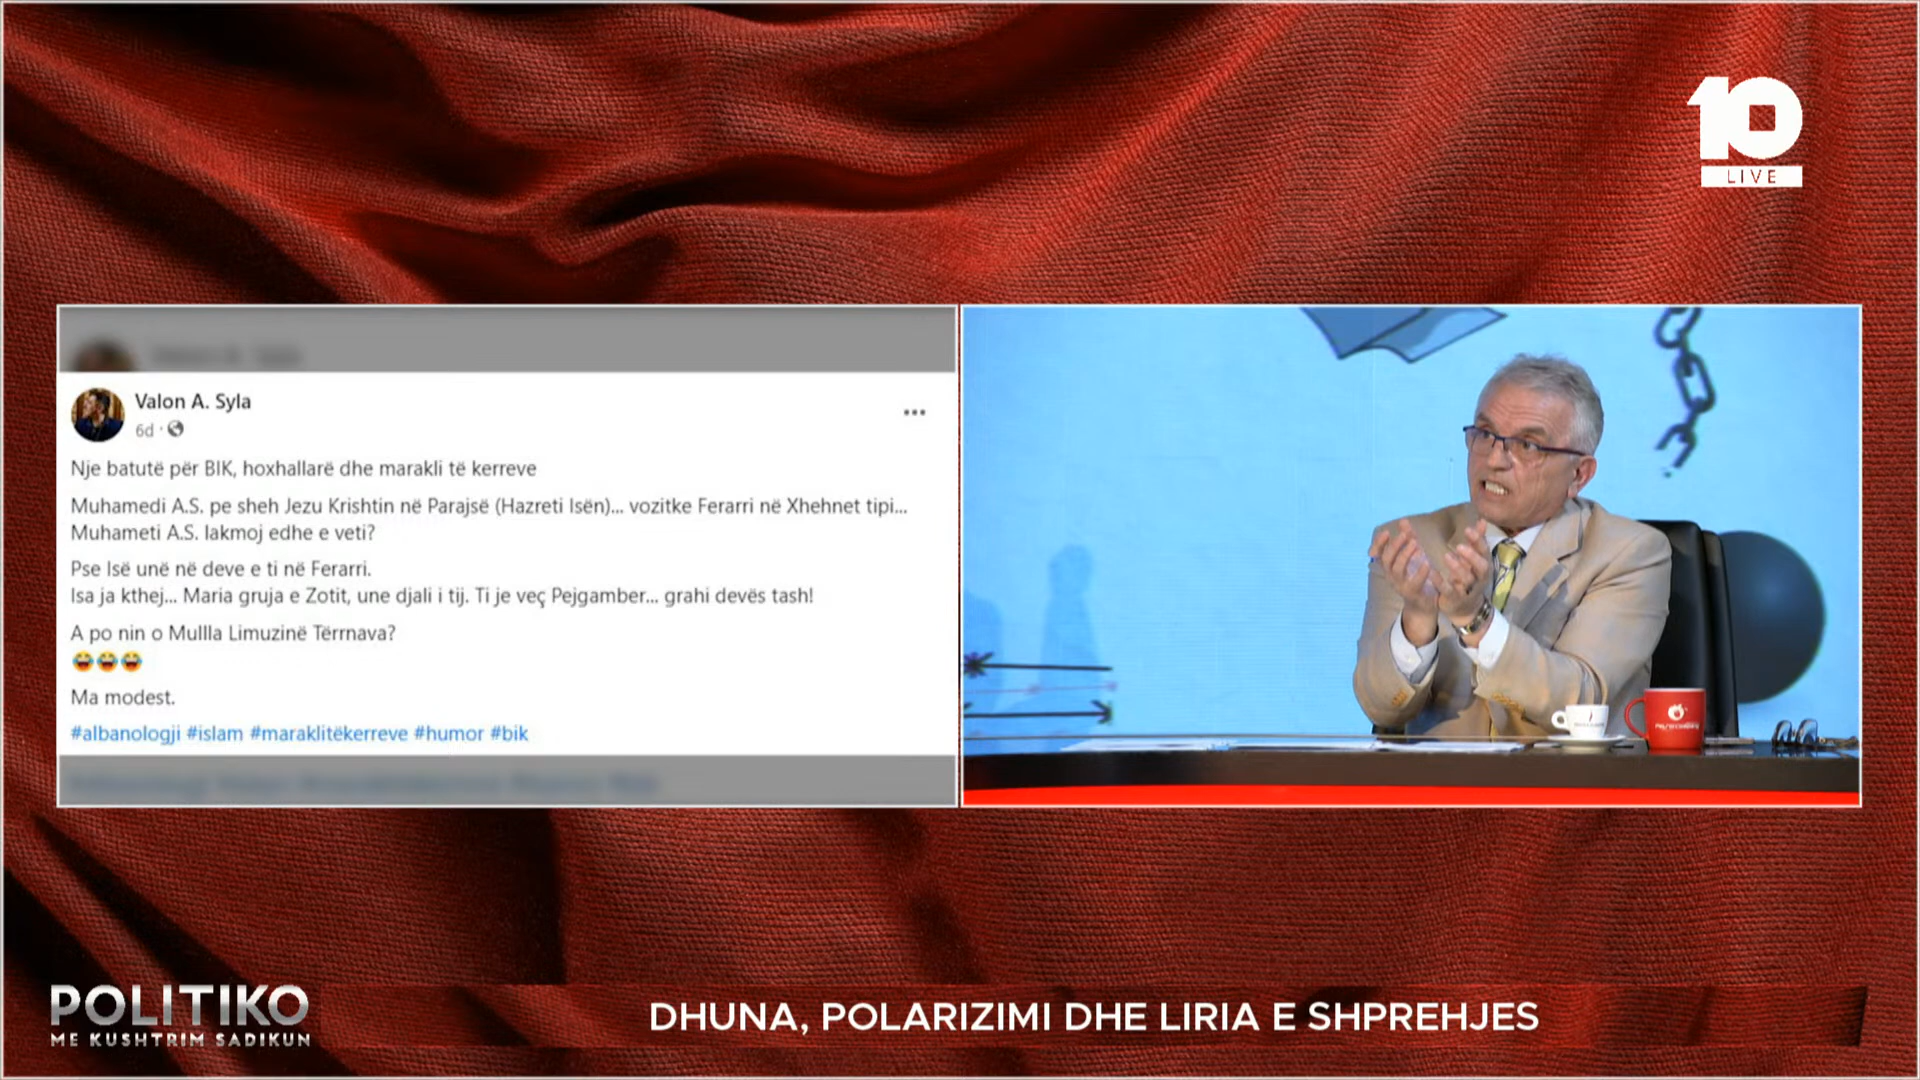 10
LIVE
Valon A. Syla
6d ·
Nje batutë për BIK, hoxhallarë dhe marakli të kerreve
Muhamedi A.S. pe sheh Jezu Krishtin në Parajsë (Hazreti Isën)... vozitke Ferarri në Xhehnet tipi...
Muhameti A.S. lakmoj edhe e veti?
Pse Isë unë në deve e ti në Ferarri.
Isa ja kthej... Maria gruja e Zotit, une djali i tij. Ti je veç Pejgamber... grahi devës tash!
A po nin o Mullla Limuzinë Tërrnava?
😂😂😂
Ma modest.
#albanologji #islam #maraklitëkerreve #humor #bik
POLITIKO
ME KUSHTRIM SADIKUN
DHUNA, POLARIZIMI DHE LIRIA E SHPREHJES